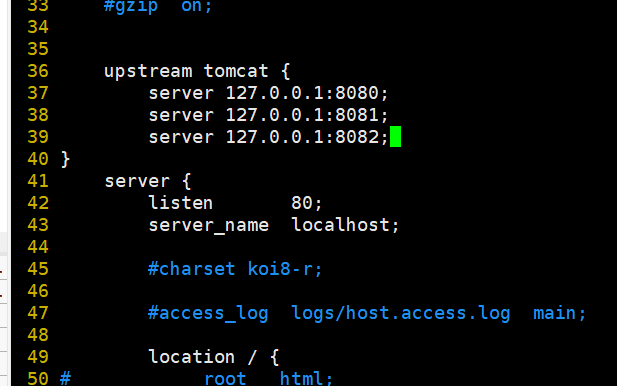 33     #gzip  on;
34
35
36     upstream tomcat {
37         server 127.0.0.1:8080;
38         server 127.0.0.1:8081;
39         server 127.0.0.1:8082;
40 }
41     server {
42         listen       80;
43         server_name  localhost;
44
45         #charset koi8-r;
46
47         #access_log  logs/host.access.log  main;
48
49         location / {
50 #            root   html;